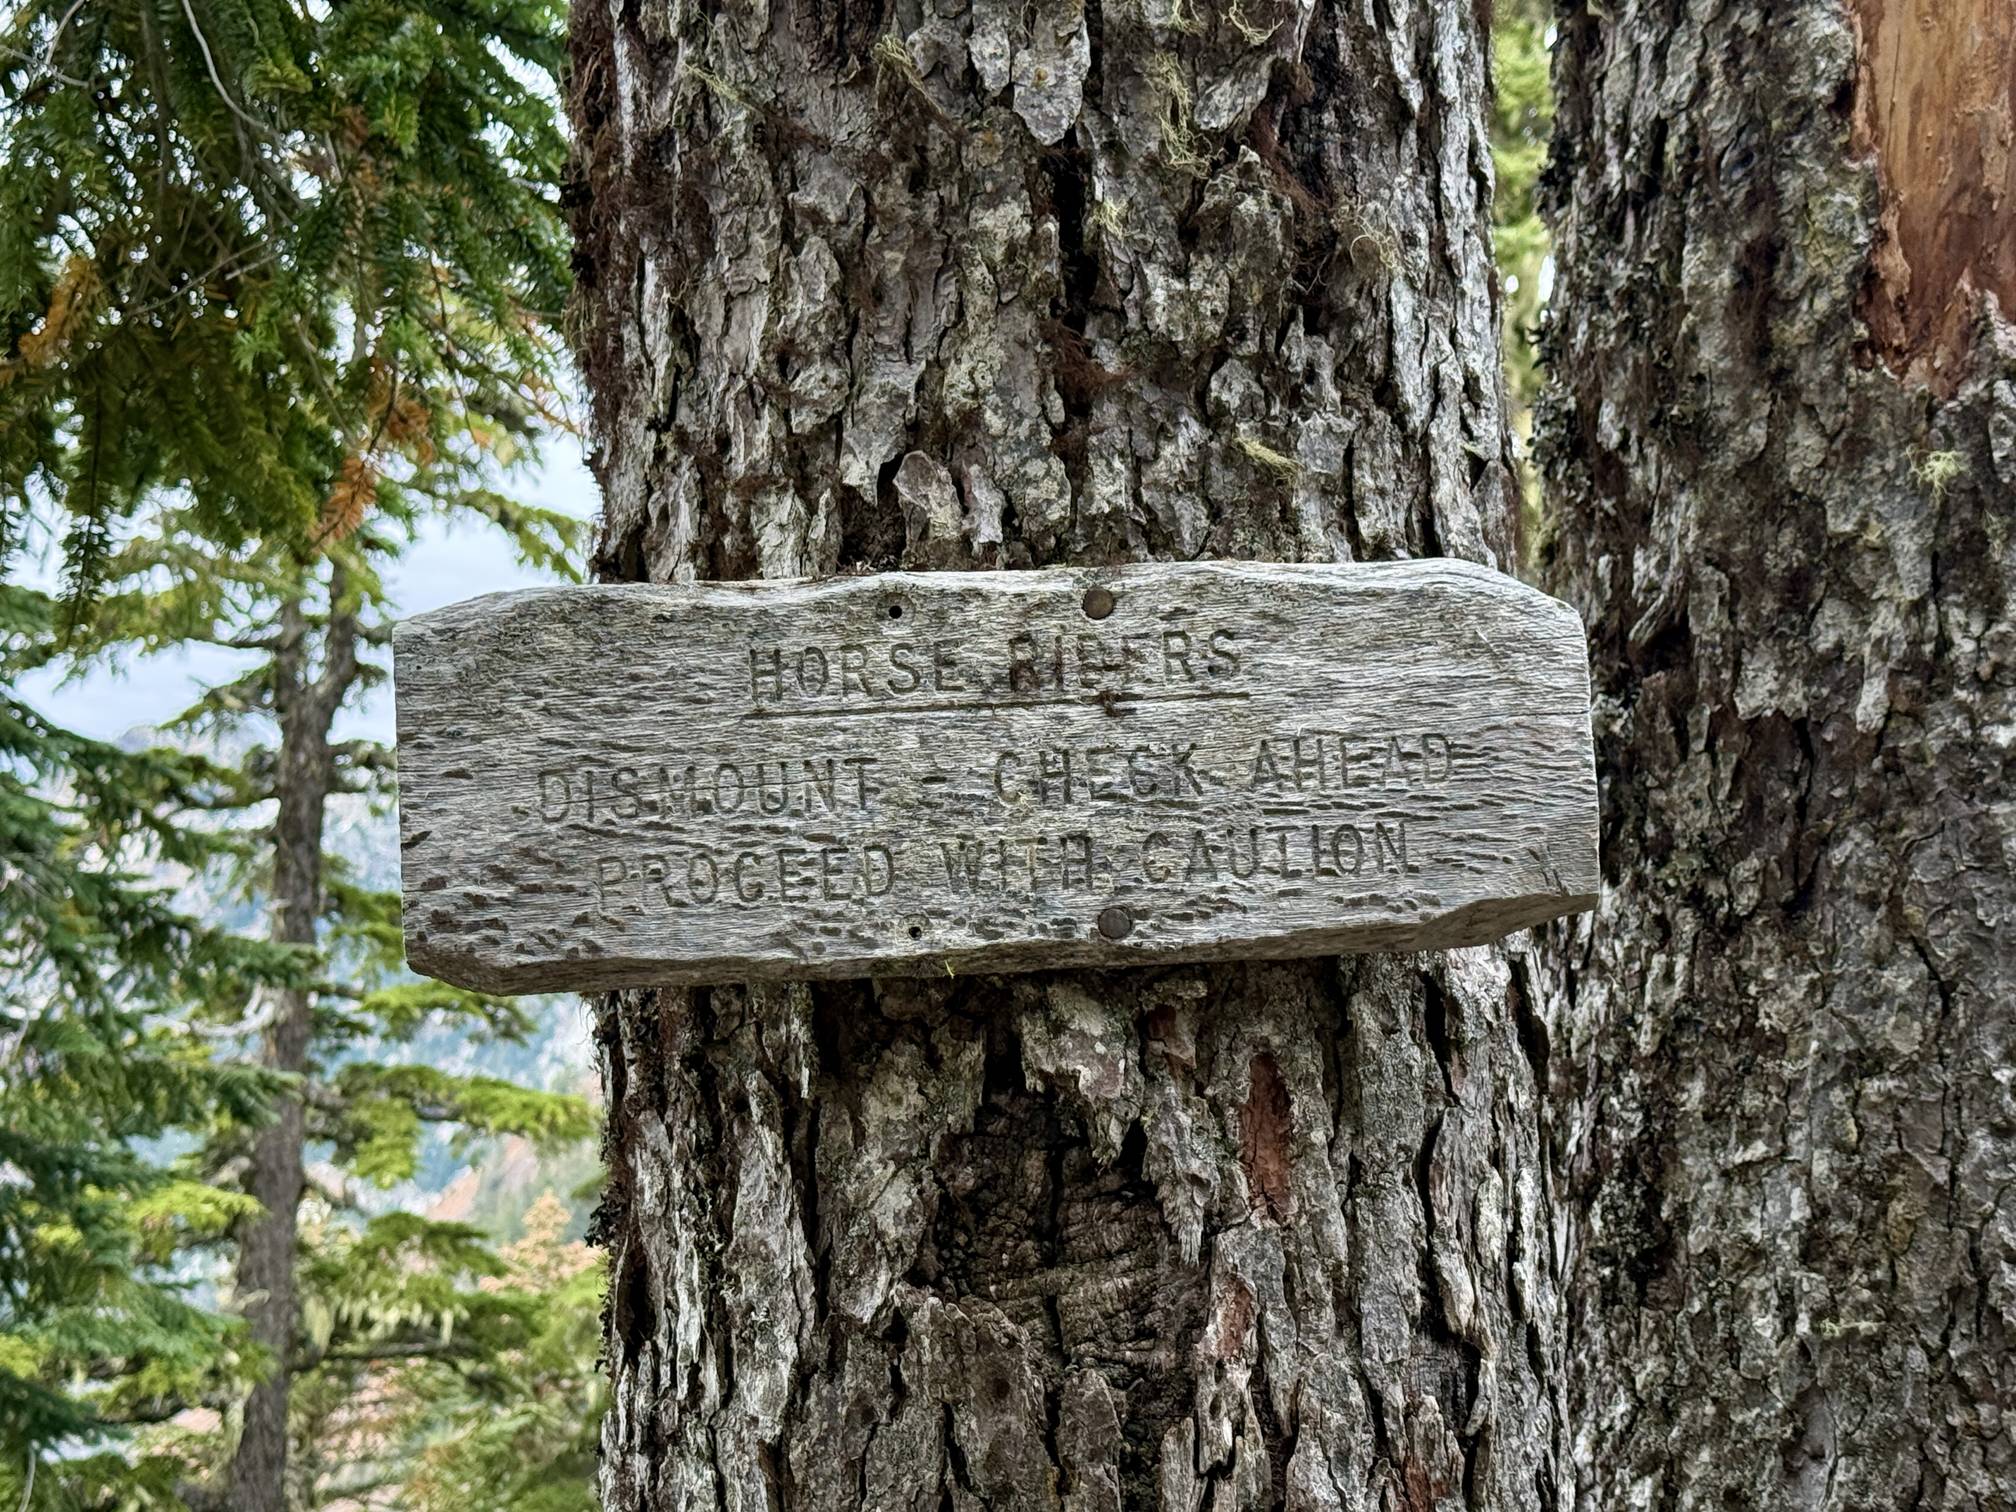 HORSE RIDERS
DISMOUNT - CHECK AHEAD
PROCEED WITH CAUTION